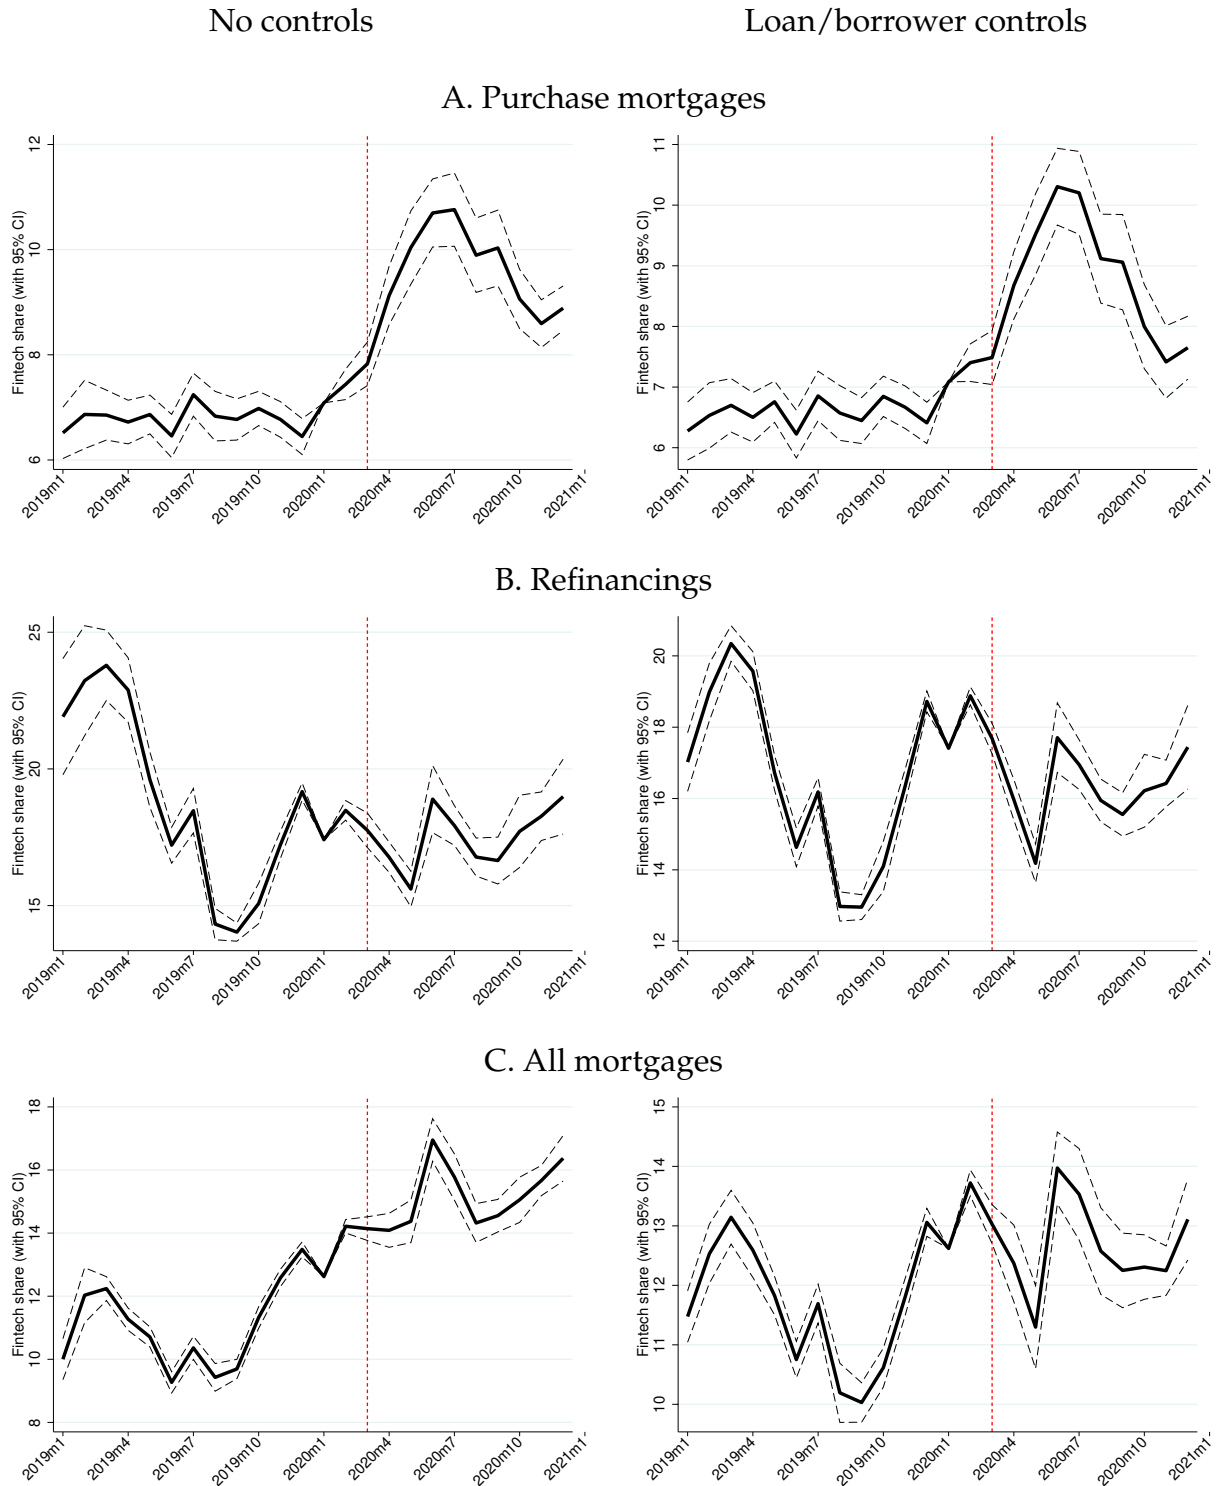 No controls
Loan/borrower controls
A. Purchase mortgages
Fintech share (with 95% CI)
12
10
8
6
2019m1
2019m4
2019m7
2019m10
2020m1
2020m4
2020m7
2020m10
2021m1
Fintech share (with 95% CI)
11
10
9
8
7
6
2019m1
2019m4
2019m7
2019m10
2020m1
2020m4
2020m7
2020m10
2021m1
B. Refinancings
Fintech share (with 95% CI)
25
20
15
2019m1
2019m4
2019m7
2019m10
2020m1
2020m4
2020m7
2020m10
2021m1
Fintech share (with 95% CI)
20
18
16
14
12
2019m1
2019m4
2019m7
2019m10
2020m1
2020m4
2020m7
2020m10
2021m1
C. All mortgages
Fintech share (with 95% CI)
18
16
14
12
10
8
2019m1
2019m4
2019m7
2019m10
2020m1
2020m4
2020m7
2020m10
2021m1
Fintech share (with 95% CI)
15
14
13
12
11
10
2019m1
2019m4
2019m7
2019m10
2020m1
2020m4
2020m7
2020m10
2021m1